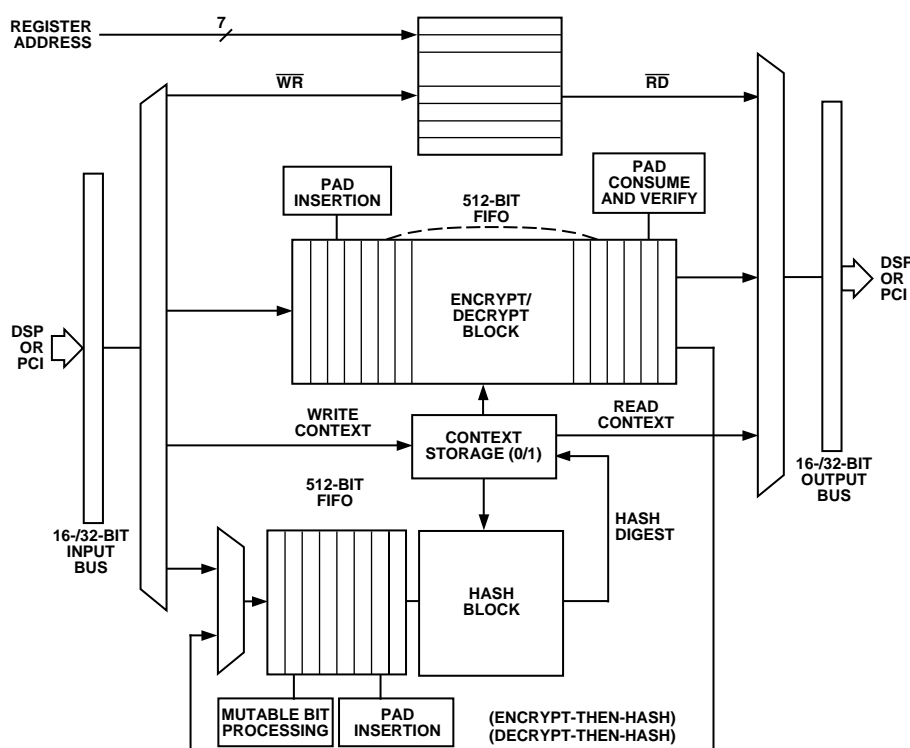 REGISTER
ADDRESS
7
WR
RD
PAD
INSERTION
512-BIT
FIFO
PAD
CONSUME
AND VERIFY
ENCRYPT/
DECRYPT
BLOCK
DSP
OR
PCI
DSP
OR
PCI
WRITE
CONTEXT
CONTEXT
STORAGE (0/1)
READ
CONTEXT
16-/32-BIT
OUTPUT
BUS
512-BIT
FIFO
16-/32-BIT
INPUT
BUS
HASH
DIGEST
HASH
BLOCK
MUTABLE BIT
PROCESSING
PAD
INSERTION
(ENCRYPT-THEN-HASH)
(DECRYPT-THEN-HASH)